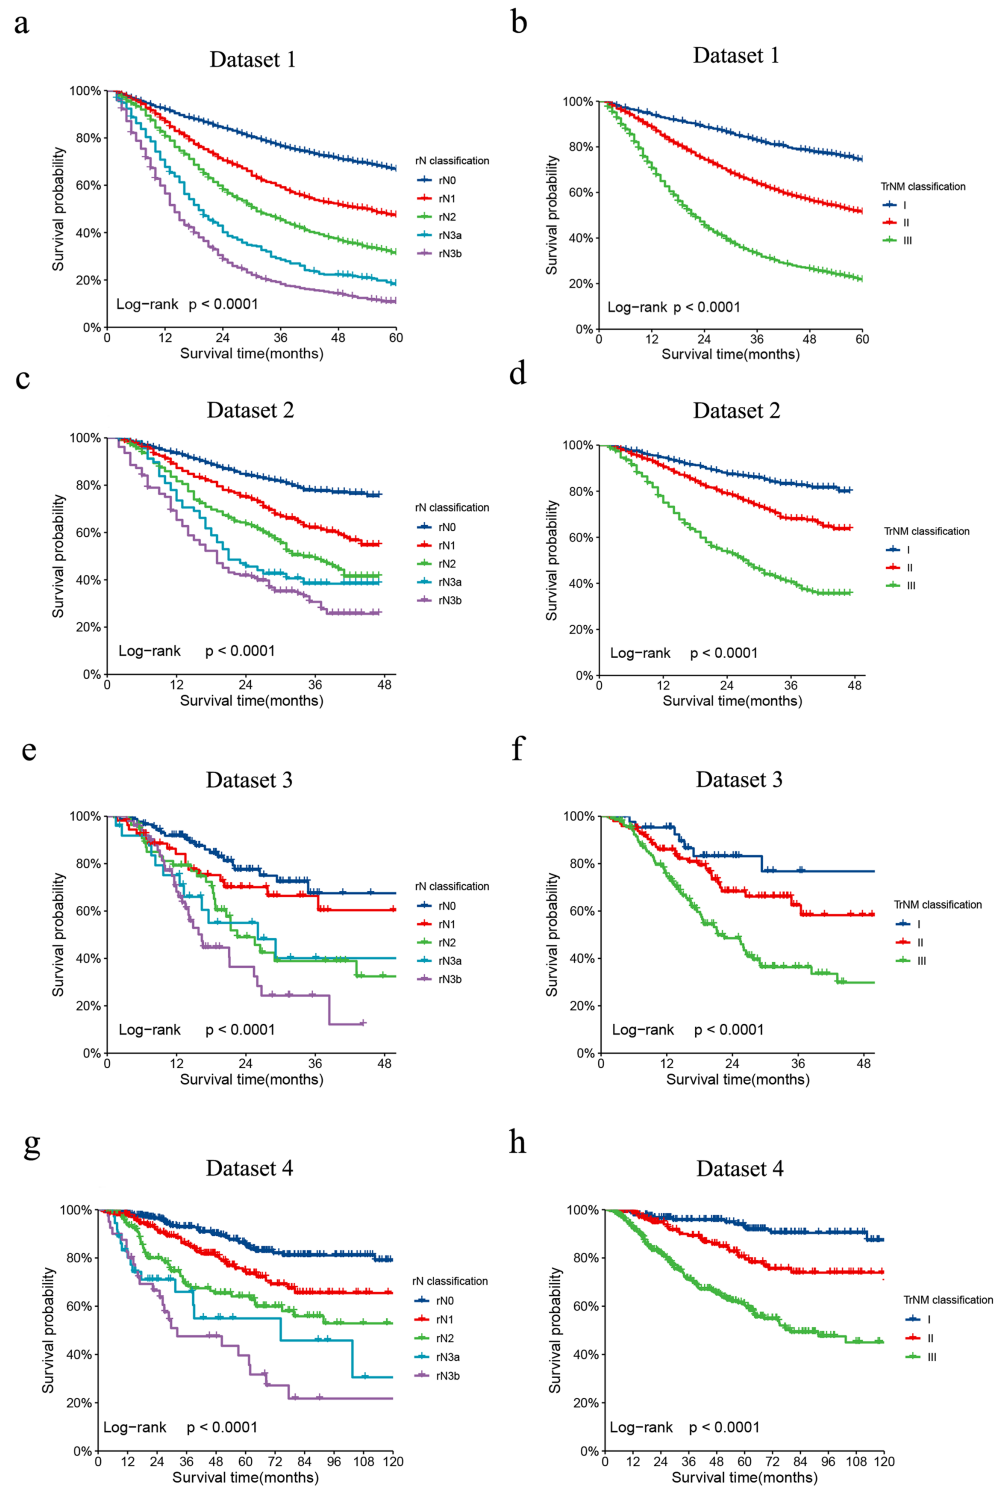 a
Dataset 1
Survival probability
100%
80%
60%
40%
20%
0%
Log-rank p < 0.0001
0 12 24 36 48 60
Survival time(months)
rN classification
rN0
rN1
rN2
rN3a
rN3b
b
Dataset 1
Survival probability
100%
80%
60%
40%
20%
0%
Log-rank p < 0.0001
0 12 24 36 48 60
Survival time(months)
TrNM classification
I
II
III
c
Dataset 2
Survival probability
100%
80%
60%
40%
20%
0%
Log-rank p < 0.0001
0 12 24 36 48
Survival time(months)
rN classification
rN0
rN1
rN2
rN3a
rN3b
d
Dataset 2
Survival probability
100%
80%
60%
40%
20%
0%
Log-rank p < 0.0001
0 12 24 36 48
Survival time(months)
TrNM classification
I
II
III
e
Dataset 3
Survival probability
100%
80%
60%
40%
20%
0%
Log-rank p < 0.0001
0 12 24 36 48
Survival time(months)
rN classification
rN0
rN1
rN2
rN3a
rN3b
f
Dataset 3
Survival probability
100%
80%
60%
40%
20%
0%
Log-rank p < 0.0001
0 12 24 36 48
Survival time(months)
TrNM classification
I
II
III
g
Dataset 4
Survival probability
100%
80%
60%
40%
20%
0%
Log-rank p < 0.0001
0 12 24 36 48 60 72 84 96 108 120
Survival time(months)
rN classification
rN0
rN1
rN2
rN3a
rN3b
h
Dataset 4
Survival probability
100%
80%
60%
40%
20%
0%
Log-rank p < 0.0001
0 12 24 36 48 60 72 84 96 108 120
Survival time(months)
TrNM classification
I
II
III